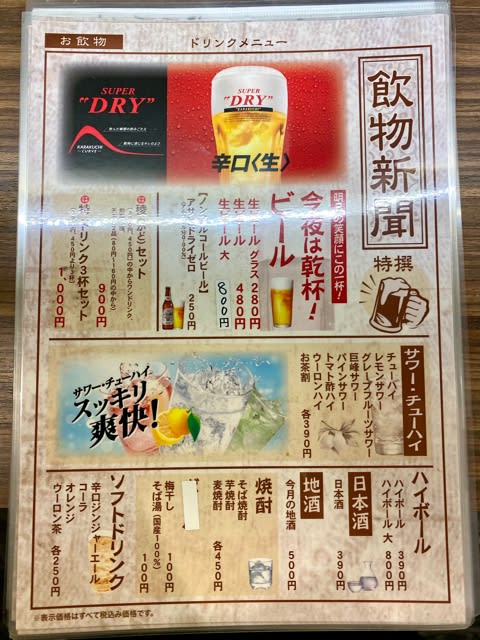 お飲物
ドリンクメニュー
飲物新聞
特撰
SUPER
"DRY"
KARAKUCHI
CURVE
SUPER
"DRY"
辛口〈生〉
明日の笑顔にこの一杯!
今夜は乾杯!
ビール
生ビール グラス 280円
生ビール 480円
生ビール 大 800円
【ノンアルコールビール】
アサヒドライゼロ
250円
セット
900円
ドリンク3杯セット
1,000円
サワー・チューハイ
チューハイ
レモンサワー
グレープフルーツサワー
巨峰サワー
パインサワー
トマト酢ハイ
ウーロンハイ
お茶割
各390円
サワー・チューハイ
スッキリ
爽快!
ハイボール
ハイボール 390円
ハイボール 大 800円
日本酒
日本酒 390円
地酒
今月の地酒 500円
焼酎
そば焼酎
芋焼酎
麦焼酎
各450円
梅干し 100円
そば湯(国産100%) 100円
ソフトドリンク
辛口ジンジャーエール
コーラ
オレンジ
ウーロン茶 各250円
※表示価格はすべて税込み価格です。